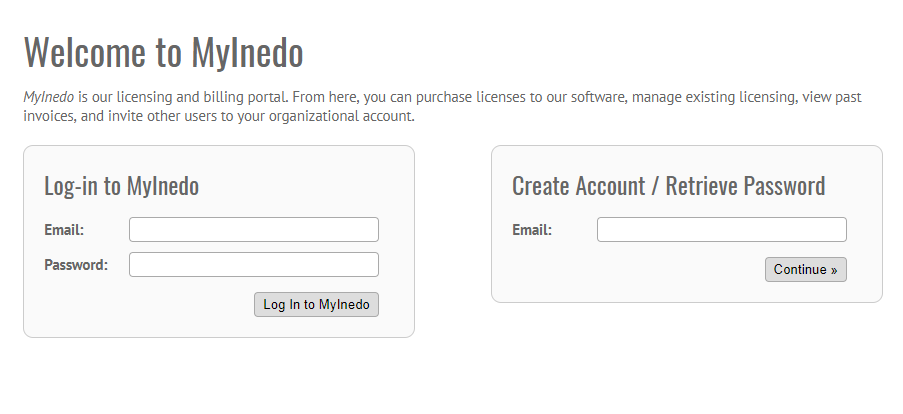 Welcome to MyInedo
MyInedo is our licensing and billing portal. From here, you can purchase licenses to our software, manage existing licensing, view past
invoices, and invite other users to your organizational account.
Log-in to MyInedo
Email:
Password:
Log In to MyInedo
Create Account / Retrieve Password
Email:
Continue »